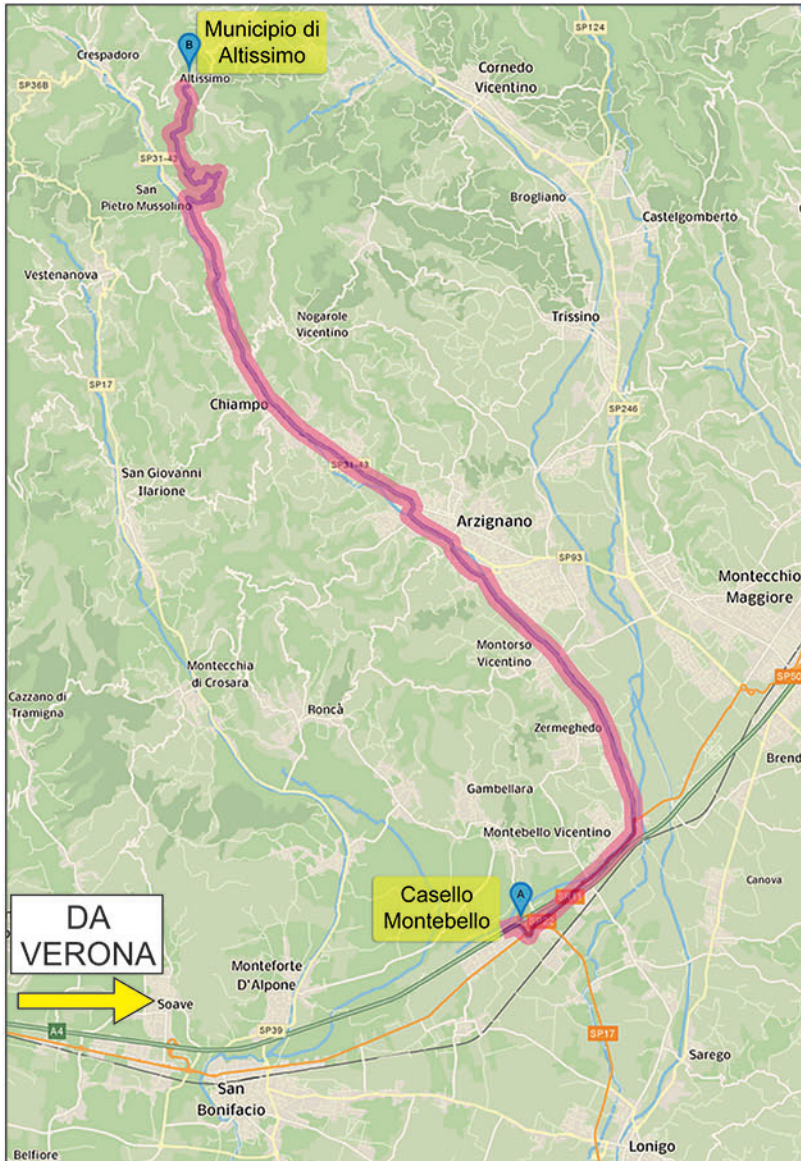 Municipio di
Altissimo
B
SP124
Crespadoro
Altissimo
Cornedo
Vicentino
SP36B
SP31-43
San
Pietro Mussolino
Brogliano
Castelgomberto
Vestenanova
Nogarole
Vicentino
Trissino
SP17
Chiampo
SP246
SP31-43
San Giovanni
Ilarione
Arzignano
SP93
Montecchio
Maggiore
Montorso
Vicentino
Montecchia
di Crosara
SP50
Cazzano di
Tramigna
Roncà
Zermeghedo
Brend
Gambellara
Montebello Vicentino
Casello
Montebello
A
Canova
DA
VERONA
Monteforte
D'Alpone
Soave
A4
SP39
SP17
Sarego
San
Bonifacio
Lonigo
Belfiore